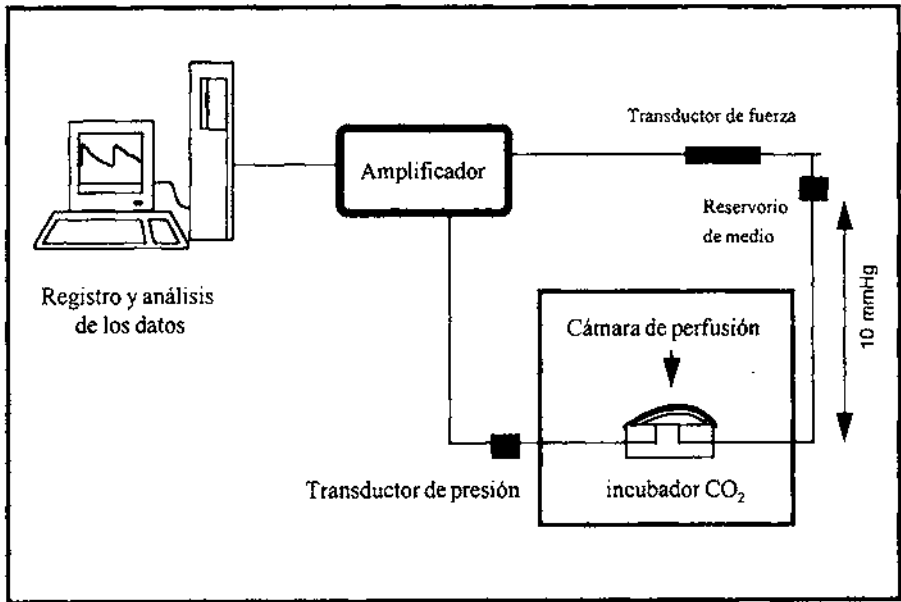 Transductor de fuerza
Amplificador
Reservorio
de medio
Registro y análisis
de los datos
10 mmHg
Cámara de perfusión
Transductor de presión
incubador CO₂